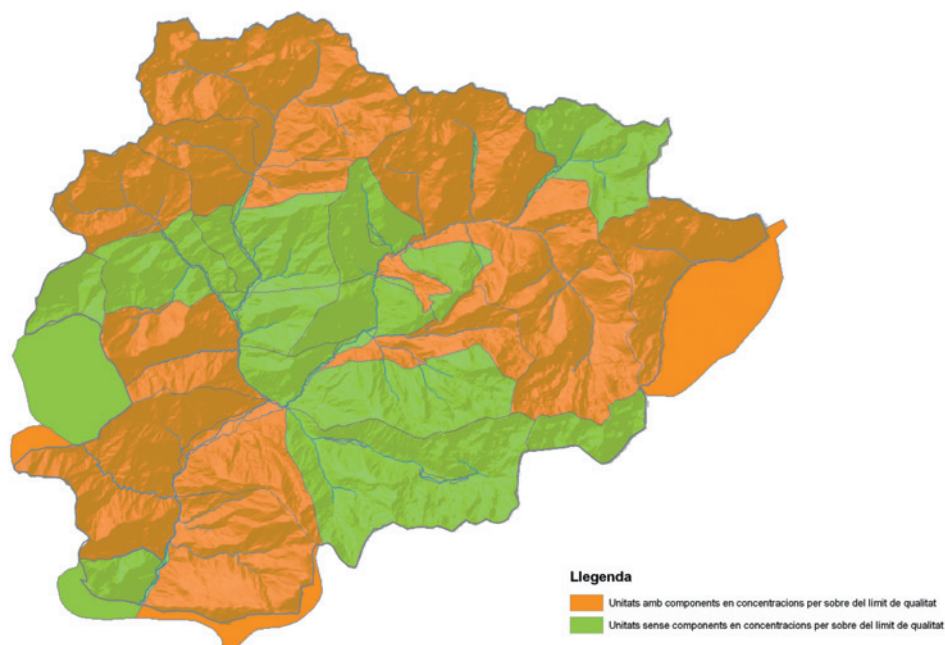 Llegenda
Unitats amb components en concentracions per sobre del límit de qualitat
Unitats sense components en concentracions per sobre del límit de qualitat